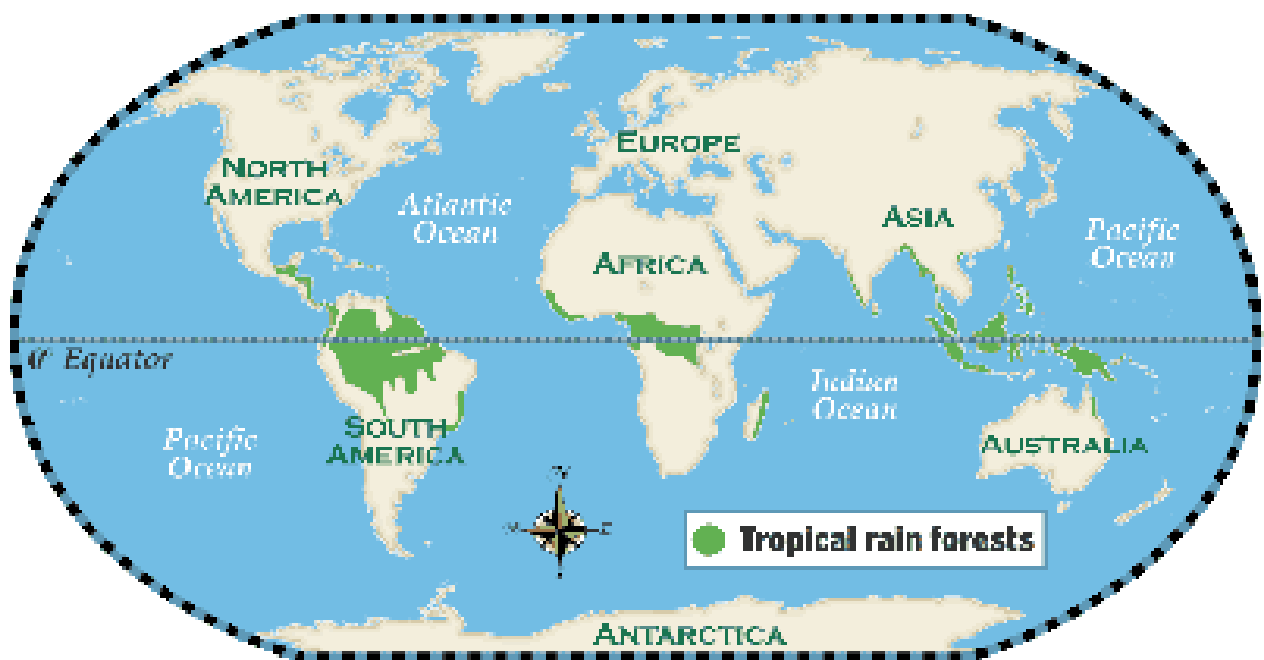 EUROPE
NORTH
AMERICA
Atlantic
Ocean
ASIA
Pacific
Ocean
AFRICA
Equator
Indian
Ocean
Pacific
Ocean
SOUTH
AMERICA
AUSTRALIA
N
Tropical rain forests
ANTARCTICA